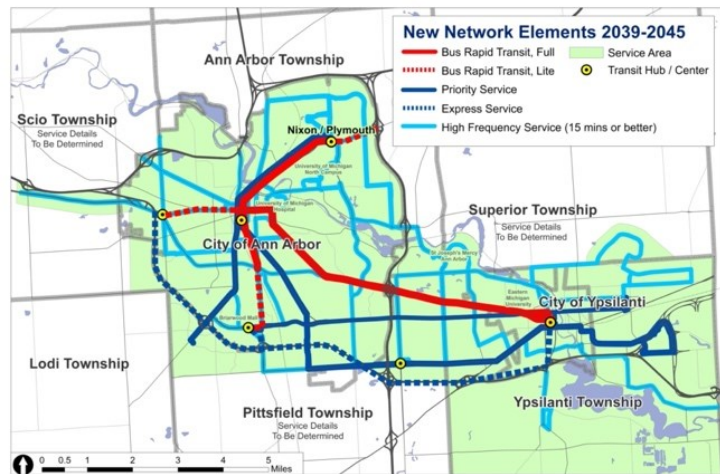 New Network Elements 2039-2045
Bus Rapid Transit, Full
Service Area
Bus Rapid Transit, Lite
Transit Hub / Center
Priority Service
Express Service
High Frequency Service (15 mins or better)
Ann Arbor Township
Scio Township
Service Details
To Be Determined
Nixon / Plymouth
University of Michigan
North Campus
University of Michigan
Hospital
Superior Township
Service Details
To Be Determined
City of Ann Arbor
St Joseph's Mercy
Ann Arbor
Eastern
Michigan
University
City of Ypsilanti
Briarwood Mall
Lodi Township
Pittsfield Township
Service Details
To Be Determined
Ypsilanti Township
0 0.5 1 2 3 4 5
Miles